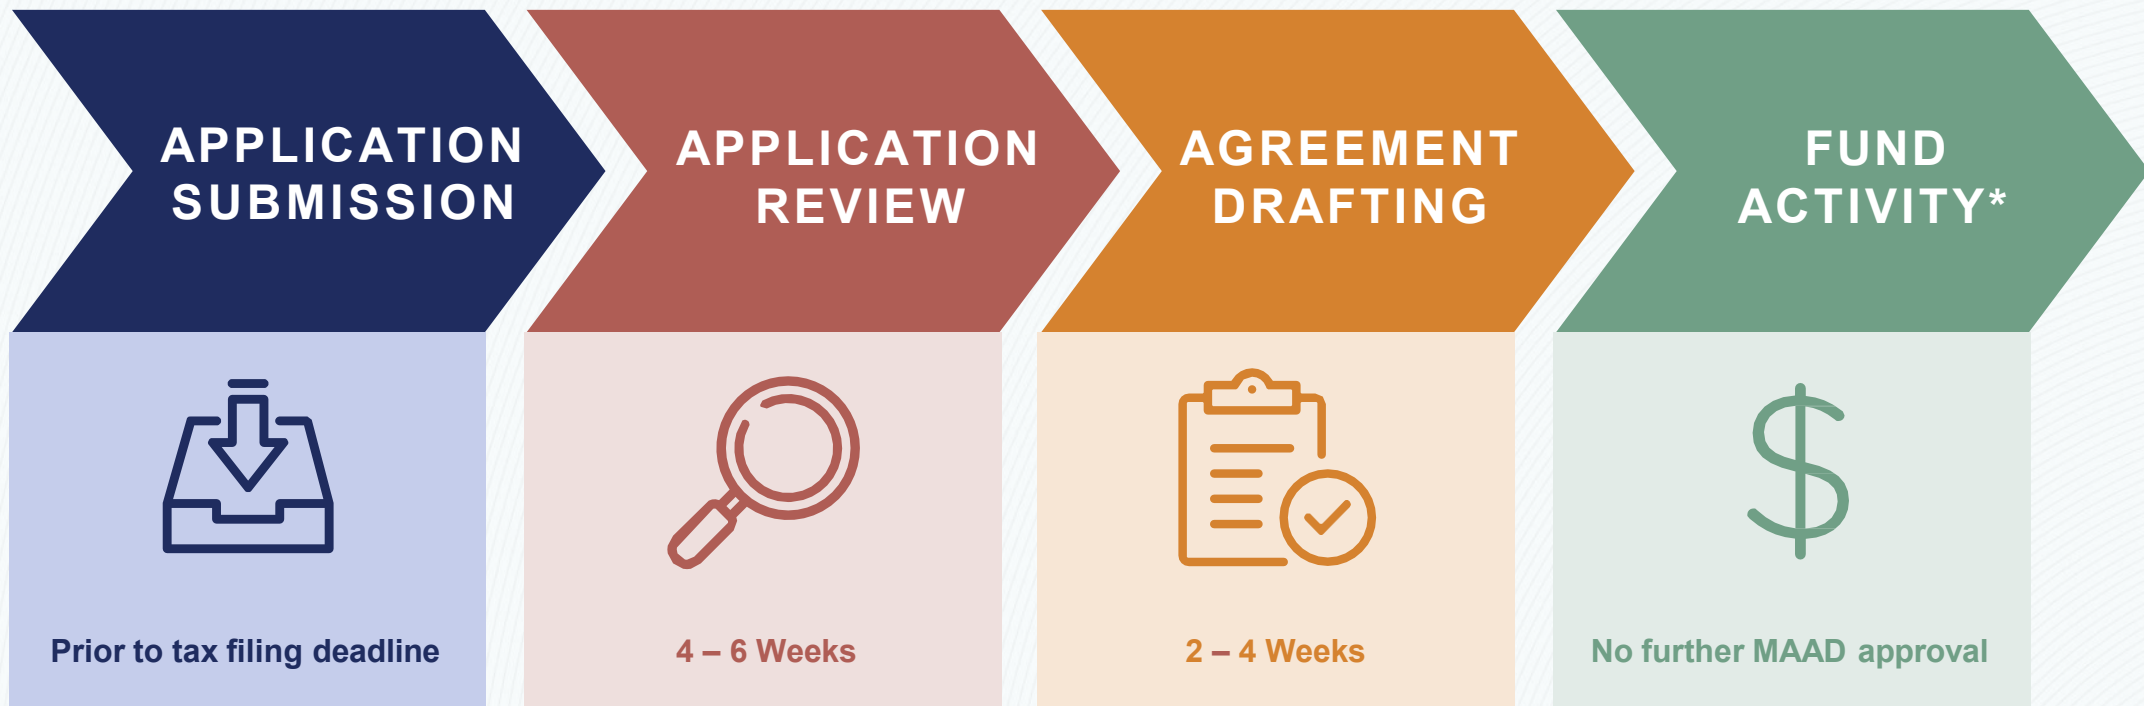 APPLICATION
SUBMISSION
Prior to tax filing deadline
APPLICATION
REVIEW
4 – 6 Weeks
AGREEMENT
DRAFTING
2 – 4 Weeks
FUND
ACTIVITY*
No further MAAD approval